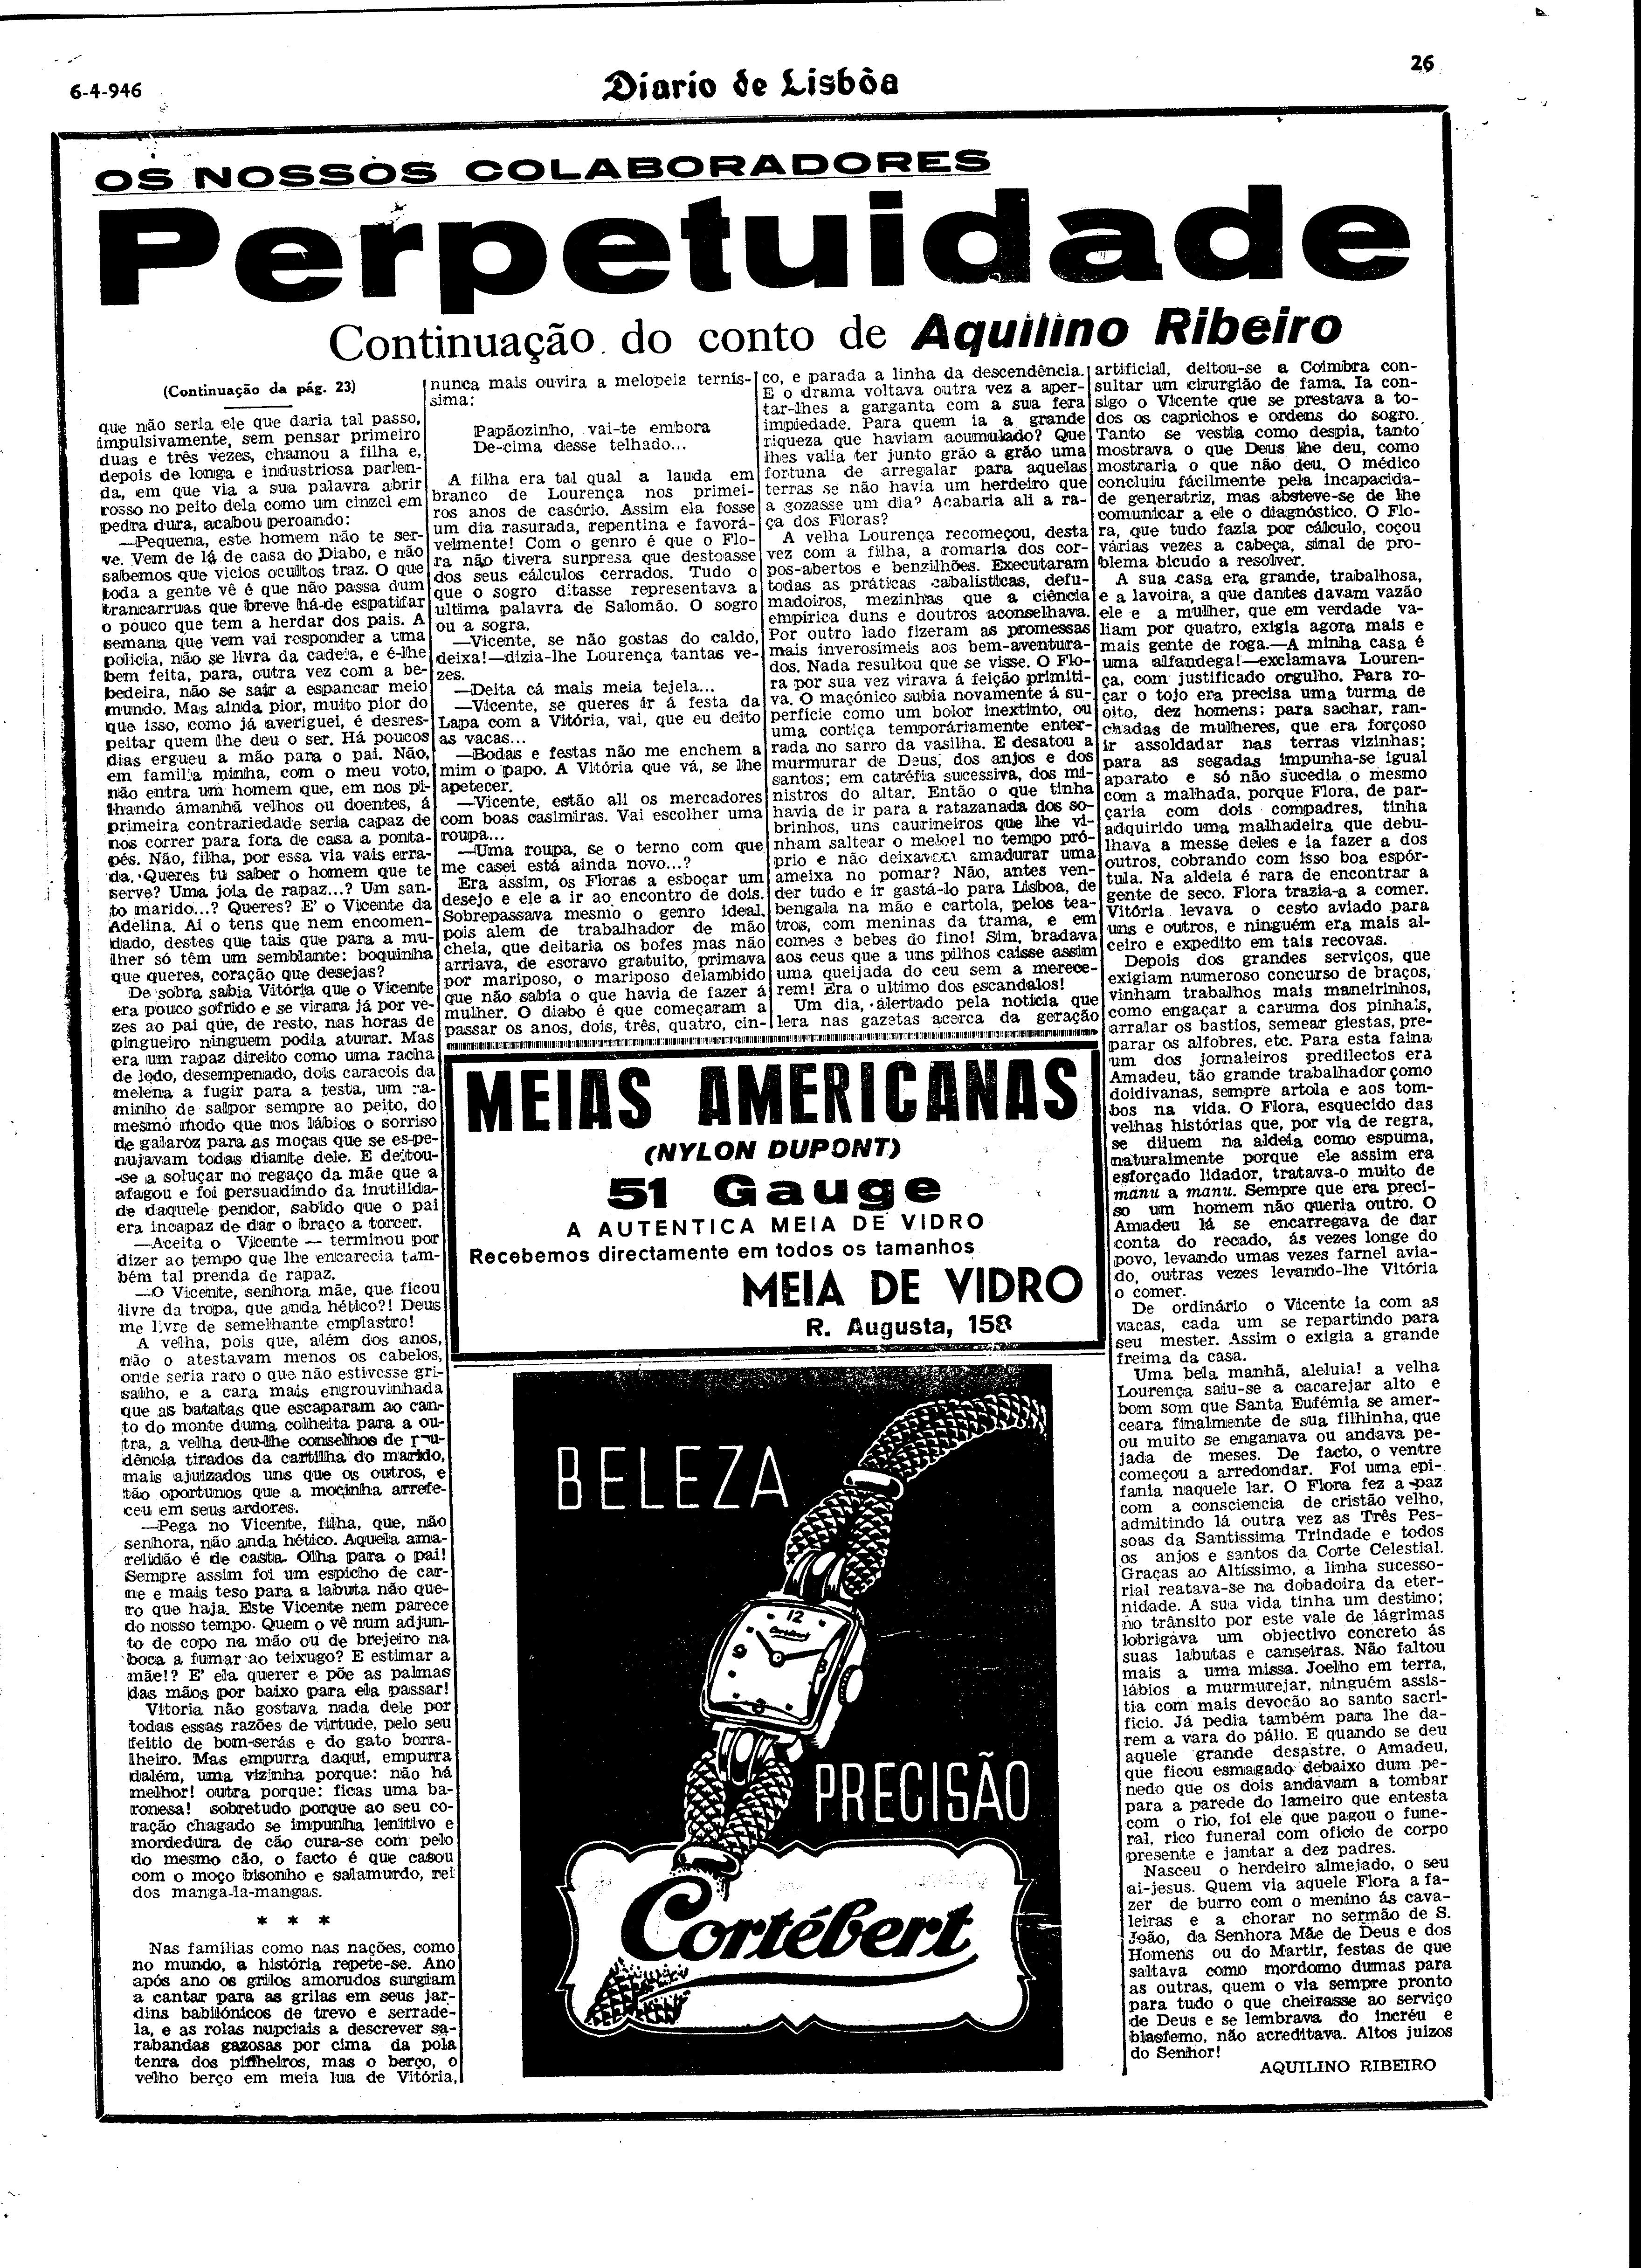 6-4-946
Diario de Lisbôa
26
OS NOSSOS COLABORADORES
Perpetuidade
Continuação do conto de Aquilino Ribeiro
(Continuação da pág. 23)
que não seria ele que daria tal passo,
impulsivamente, sem pensar primeiro
duas e três vezes, chamou a filha e,
depois de longa e industriosa parlen-
da, em que via a sua palavra abrir
rosso no peito dela como um cinzel em
pedra dura, acabou perorando:
—Pequena, este homem não te ser-
ve. Vem de lá de casa do Diabo, e não
sabemos que vicios ocultos traz. O que
toda a gente vê é que não passa dum
trancarruas que breve há-de espatifar
o pouco que tem a herdar dos pais. A
semana que vem vai responder a uma
policia, não se livra da cadeia, e é-lhe
bem feita, para, outra vez com a be-
bedeira, não se sair a espancar meio
mundo. Mas ainda pior, muito pior do
que isso, como já averiguei, é desres-
peitar quem lhe deu o ser. Há poucos
dias ergueu a mão para o pai. Não,
em familia minha, com o meu voto,
não entra um homem que, em nos pi-
lhando ámanhã velhos ou doentes, á
primeira contrariedade seria capaz de
nos correr para fora de casa a ponta-
pés. Não, filha, por essa via vais erra-
da. Queres tu saber o homem que te
serve? Uma joia de rapaz...? Um san-
to marido...? Queres? E' o Vicente da
Adelina. Ai o tens que nem encomen-
dado, destes que tais que para a mu-
lher só têm um semblante: boquinha
que queres, coração que desejas?
De sobra sabia Vitória que o Vicente
era pouco sofrido e se virara já por ve-
zes ao pai que, de resto, nas horas de
pingueiro ninguem podia aturar. Mas
era um rapaz direito como uma racha
de lodo, desempenado, dois caracois da
melena a fugir para a testa, um ra-
minho de salpor sempre ao peito, do
mesmo modo que nos lábios o sorriso
de galaroz para as moças que se espe-
nujavam todas diante dele. E deitou-
-se a soluçar no regaço da mãe que a
afagou e foi persuadindo da inutilida-
de daquele pendor, sabido que o pai
era incapaz de dar o braço a torcer.
—Aceita o Vicente — terminou por
dizer ao tempo que lhe encarecia tam-
bém tal prenda de rapaz.
—O Vicente, senhora mãe, que ficou
livre da tropa, que anda hético?! Deus
me livre de semelhante emplastro!
A velha, pois que, além dos anos,
não o atestavam menos os cabelos,
onde seria raro o que não estivesse gri-
salho, e a cara mais engrouvinhada
que as batatas que escaparam ao can-
to do monte duma colheita para a ou-
tra, a velha deu-lhe conselhos de pru-
dência tirados da cartilha do marido,
mais ajuizados uns que os outros, e
tão oportunos que a mocinha arrefe-
ceu em seus ardores.
—Pega no Vicente, filha, que, não
senhora, não anda hético. Aquela ama-
relidão é de casta. Olha para o pai!
Sempre assim foi um espicho de car-
ne e mais teso para a labuta não que-
ro que haja. Este Vicente nem parece
do nosso tempo. Quem o vê num adjun-
to de copo na mão ou de brejeiro na
boca a fumar ao teixugo? E estimar a
mãe!? E' ela querer e põe as palmas
das mãos por baixo para ela passar!
Vitoria não gostava nada dele por
todas essas razões de virtude, pelo seu
feitio de bom-serás e do gato borra-
lheiro. Mas empurra daqui, empurra
dalém, uma vizinha porque: não há
melhor! outra porque: ficas uma ba-
ronesa! sobretudo porque ao seu co-
ração chagado se impunha lenitivo e
mordedura de cão cura-se com pelo
do mesmo cão, o facto é que casou
com o moço bisonho e salamurdo, rei
dos manga-la-mangas.
* * *
Nas famílias como nas nações, como
no mundo, a história repete-se. Ano
após ano os grilos amorudos surgiam
a cantar para as grilas em seus jar-
dins babilónicos de trevo e serrade-
la, e as rolas nupciais a descrever sa-
rabandas gazosas por cima da pola
tenra dos pinheiros, mas o berço, o
velho berço em meia lua de Vitória,
nunca mais ouvira a melopeia ternís-
sima:
Papãozinho, vai-te embora
De-cima desse telhado...
A filha era tal qual a lauda em
branco de Lourença nos primei-
ros anos de casório. Assim ela fosse
um dia rasurada, repentina e favorá-
velmente! Com o genro é que o Flo-
ra não tivera surpresa que destoasse
dos seus cálculos cerrados. Tudo o
que o sogro ditasse representava a
ultima palavra de Salomão. O sogro
ou a sogra.
—Vicente, se não gostas do caldo,
deixa!—dizia-lhe Lourença tantas ve-
zes.
—Deita cá mais meia tejela...
—Vicente, se queres ir á festa da
Lapa com a Vitória, vai, que eu deito
as vacas...
—Bodas e festas não me enchem a
mim o papo. A Vitória que vá, se lhe
apetecer.
—Vicente, estão ali os mercadores
com boas casimiras. Vai escolher uma
roupa...
—Uma roupa, se o terno com que
me casei está ainda novo...?
Era assim, os Floras a esboçar um
desejo e ele a ir ao encontro de dois.
Sobrepassava mesmo o genro ideal,
pois alem de trabalhador de mão
cheia, que deitaria os bofes mas não
arriava, de escravo gratuito, primava
por mariposo, o mariposo delambido
que não sabia o que havia de fazer á
mulher. O diabo é que começaram a
passar os anos, dois, três, quatro, cin-
co, e parada a linha da descendência.
E o drama voltava outra vez a aper-
tar-lhes a garganta com a sua fera
impiedade. Para quem ia a grande
riqueza que haviam acumulado? Que
lhes valia ter junto grão a grão uma
fortuna de arregalar para aquelas
terras se não havia um herdeiro que
a gozasse um dia? Acabaria ali a ra-
ça dos Floras?
A velha Lourença recomeçou, desta
vez com a filha, a romaria dos cor-
pos-abertos e benzilhões. Executaram
todas as práticas cabalisticas, defu-
madoiros, mezinhas que a ciência
empírica duns e doutros aconselhava.
Por outro lado fizeram as promessas
mais inverosimeis aos bem-aventura-
dos. Nada resultou que se visse. O Flo-
ra por sua vez virava á feição primiti-
va. O maçónico subia novamente á su-
perfície como um bolor inextinto, ou
uma cortiça temporáriamente enter-
rada no sarro da vasilha. E desatou a
murmurar de Deus, dos anjos e dos
santos; em catréfia sucessiva, dos mi-
nistros do altar. Então o que tinha
havia de ir para a ratazanada dos so-
brinhos, uns caurineiros que lhe vi-
nham saltear o meloal no tempo pró-
prio e não deixavam amadurar uma
ameixa no pomar? Não, antes ven-
der tudo e ir gastá-lo para Lisboa, de
bengala na mão e cartola, pelos tea-
tros, com meninas da trama, e em
comes e bebes do fino! Sim, bradava
aos ceus que a uns pilhos caisse assim
uma queijada do ceu sem a merece-
rem! Era o ultimo dos escandalos!
Um dia, alertado pela noticia que
lera nas gazetas acerca da geração
artificial, deitou-se a Coimbra con-
sultar um cirurgião de fama. Ia con-
sigo o Vicente que se prestava a to-
dos os caprichos e ordens do sogro.
Tanto se vestia como despia, tanto
mostrava o que Deus lhe deu, como
mostraria o que não deu. O médico
concluiu fácilmente pela incapacida-
de generatriz, mas absteve-se de lhe
comunicar a ele o diagnóstico. O Flo-
ra, que tudo fazia por cálculo, coçou
várias vezes a cabeça, sinal de pro-
blema bicudo a resolver.
A sua casa era grande, trabalhosa,
e a lavoira, a que dantes davam vazão
ele e a mulher, que em verdade va-
liam por quatro, exigia agora mais e
mais gente de roga.—A minha casa é
uma alfandega!—exclamava Louren-
ça, com justificado orgulho. Para ro-
çar o tojo era precisa uma turma de
oito, dez homens; para sachar, ran-
chadas de mulheres, que era forçoso
ir assoldadar nas terras vizinhas;
para as segadas impunha-se igual
aparato e só não sucedia o mesmo
com a malhada, porque Flora, de par-
çaria com dois compadres, tinha
adquirido uma malhadeira que debu-
lhava a messe deles e ia fazer a dos
outros, cobrando com isso boa espór-
tula. Na aldeia é rara de encontrar a
gente de seco. Flora trazia-a a comer.
Vitória levava o cesto aviado para
uns e outros, e ninguém era mais al-
ceiro e expedito em tais recovas.
Depois dos grandes serviços, que
exigiam numeroso concurso de braços,
vinham trabalhos mais maneirinhos,
como engaçar a caruma dos pinhais,
arralar os bastios, semear giestas, pre-
parar os alfobres, etc. Para esta faina
um dos jornaleiros predilectos era
Amadeu, tão grande trabalhador como
doidivanas, sempre artola e aos tom-
bos na vida. O Flora, esquecido das
velhas histórias que, por via de regra,
se diluem na aldeia como espuma,
naturalmente porque ele assim era
esforçado lidador, tratava-o muito de
manu a manu. Sempre que era preci-
so um homem não queria outro. O
Amadeu lá se encarregava de dar
conta do recado, ás vezes longe do
povo, levando umas vezes farnel avia-
do, outras vezes levando-lhe Vitória
o comer.
De ordinário o Vicente ia com as
vacas, cada um se repartindo para
seu mester. Assim o exigia a grande
freima da casa.
Uma bela manhã, aleluia! a velha
Lourença saiu-se a cacarejar alto e
bom som que Santa Eufémia se amer-
ceara finalmente de sua filhinha, que
ou muito se enganava ou andava pe-
jada de meses. De facto, o ventre
começou a arredondar. Foi uma epi-
fania naquele lar. O Flora fez a paz
com a consciencia de cristão velho,
admitindo lá outra vez as Três Pes-
soas da Santissima Trindade e todos
os anjos e santos da Corte Celestial.
Graças ao Altíssimo, a linha sucesso-
rial reatava-se na dobadoira da eter-
nidade. A sua vida tinha um destino;
no trânsito por este vale de lágrimas
lobrigava um objectivo concreto ás
suas labutas e canseiras. Não faltou
mais a uma missa. Joelho em terra,
lábios a murmurejar, ninguém assis-
tia com mais devocão ao santo sacri-
ficio. Já pedia também para lhe da-
rem a vara do pálio. E quando se deu
aquele grande desastre, o Amadeu,
que ficou esmagado debaixo dum pe-
nedo que os dois andavam a tombar
para a parede do lameiro que entesta
com o rio, foi ele que pagou o fune-
ral, rico funeral com oficio de corpo
presente e jantar a dez padres.
Nasceu o herdeiro almejado, o seu
ai-jesus. Quem via aquele Flora a fa-
zer de burro com o menino ás cava-
leiras e a chorar no sermão de S.
João, da Senhora Mãe de Deus e dos
Homens ou do Martir, festas de que
saltava como mordomo dumas para
as outras, quem o via sempre pronto
para tudo o que cheirasse ao serviço
de Deus e se lembrava do incréu e
blasfemo, não acreditava. Altos juizos
do Senhor!
AQUILINO RIBEIRO
MEIAS AMERICANAS
(NYLON DUPONT)
51 Gauge
A AUTENTICA MEIA DE VIDRO
Recebemos directamente em todos os tamanhos
MEIA DE VIDRO
R. Augusta, 158
BELEZA
12
Cortébert
9
3
6
PRECISÃO
Cortébert